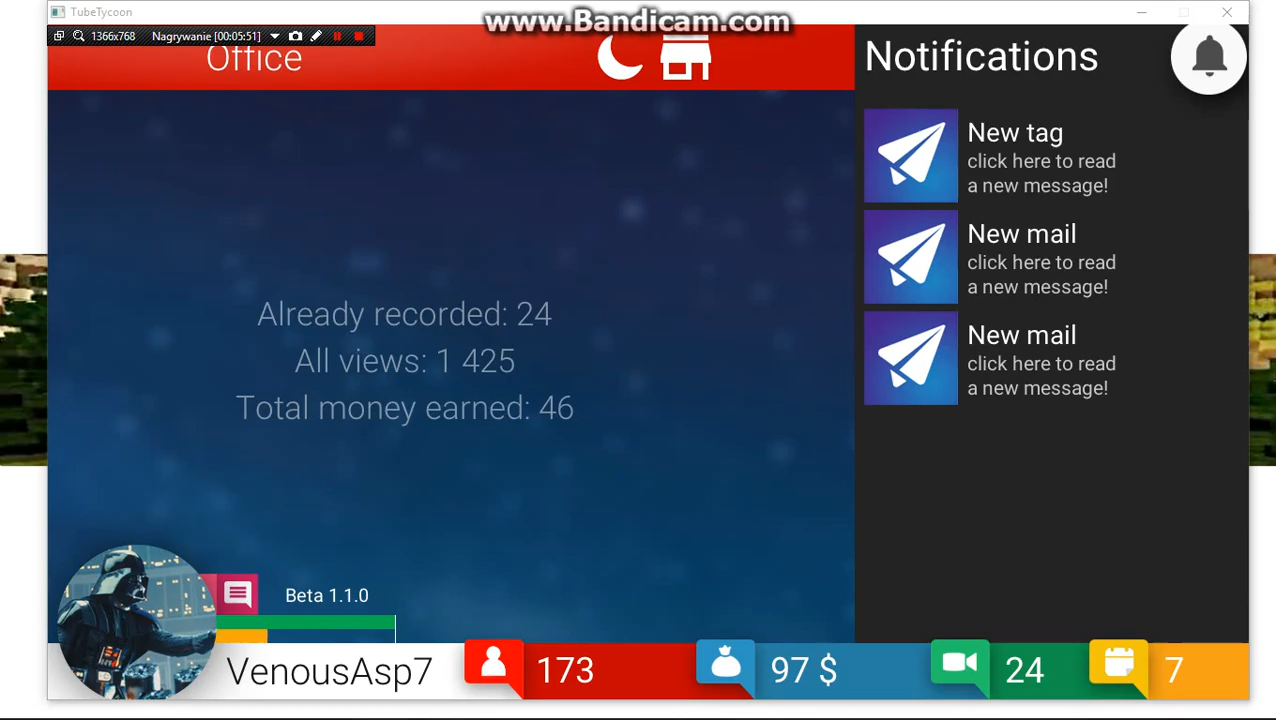 TubeTycoon
www.Bandicam.com
1366x768 Nagrywanie [00:05:51]
Office
Notifications
New tag
click here to read
a new message!
New mail
click here to read
a new message!
New mail
click here to read
a new message!
Already recorded: 24
All views: 1 425
Total money earned: 46
Beta 1.1.0
VenousAsp7
173
97 $
24
7